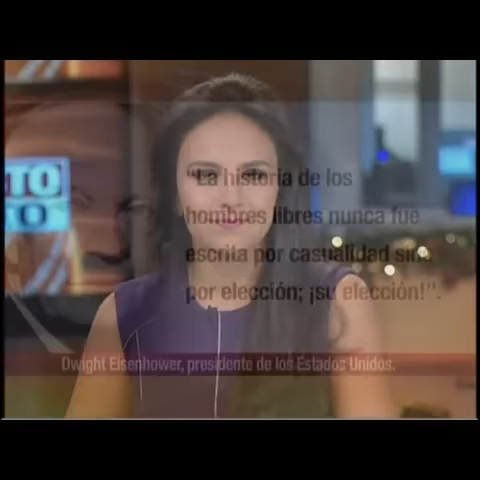 TO
"La historia de los
hombres libres nunca fue
escrita por casualidad sino
por elección; ¡su elección!".
Dwight Eisenhower, presidente de los Estados Unidos.